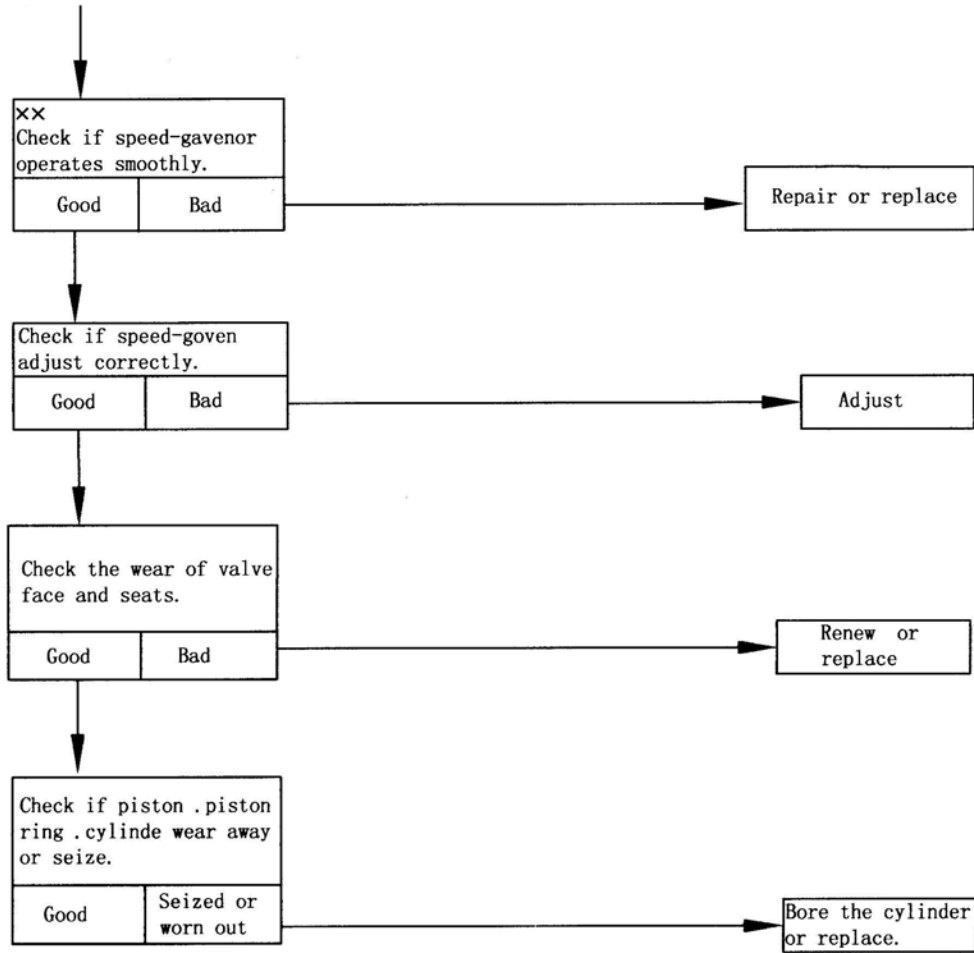 ××
Check if speed-gavenor
operates smoothly.
Good
Bad
Repair or replace
Check if speed-goven
adjust correctly.
Good
Bad
Adjust
Check the wear of valve
face and seats.
Good
Bad
Renew or
replace
Check if piston .piston
ring .cylinde wear away
or seize.
Good
Seized or
worn out
Bore the cylinder
or replace.